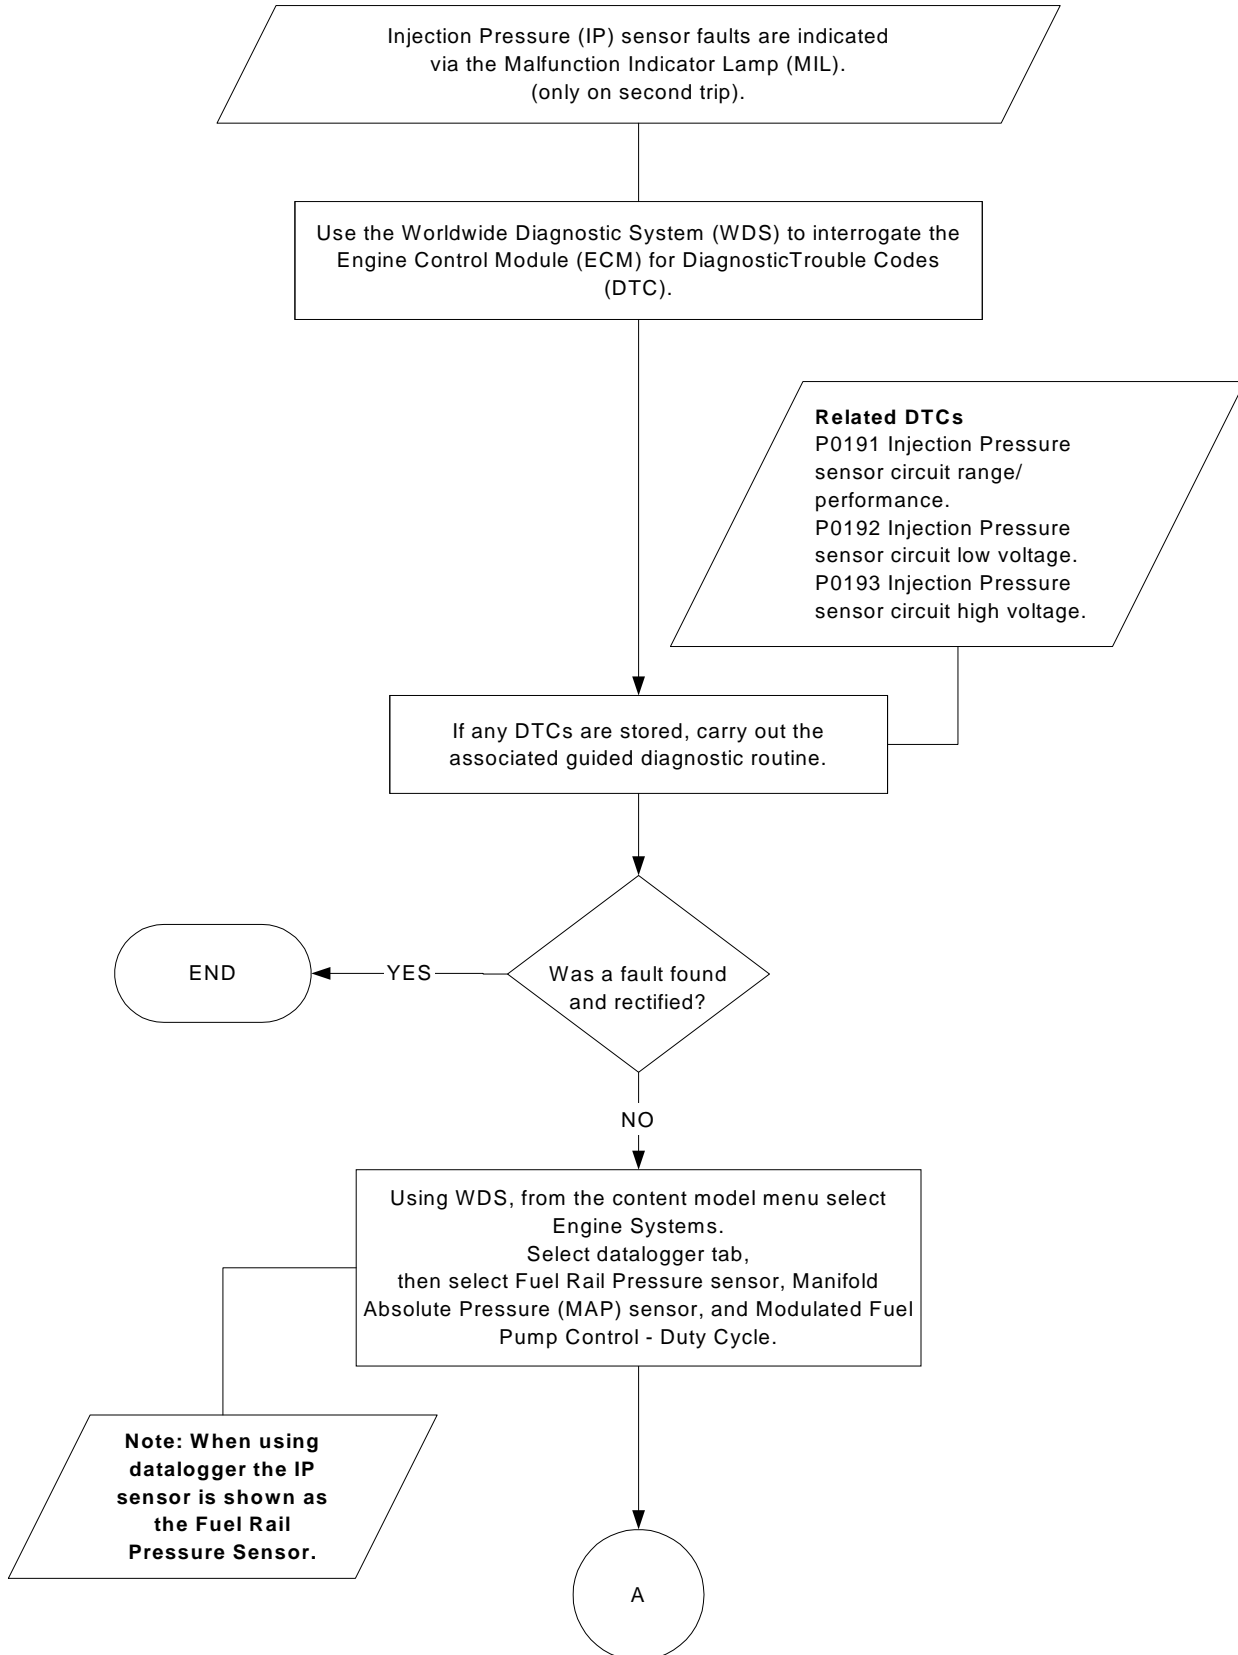 Injection Pressure (IP) sensor faults are indicated
via the Malfunction Indicator Lamp (MIL).
(only on second trip).
Use the Worldwide Diagnostic System (WDS) to interrogate the
Engine Control Module (ECM) for DiagnosticTrouble Codes
(DTC).
Related DTCs
P0191 Injection Pressure
sensor circuit range/
performance.
P0192 Injection Pressure
sensor circuit low voltage.
P0193 Injection Pressure
sensor circuit high voltage.
If any DTCs are stored, carry out the
associated guided diagnostic routine.
Was a fault found
and rectified?
YES
END
NO
Using WDS, from the content model menu select
Engine Systems.
Select datalogger tab,
then select Fuel Rail Pressure sensor, Manifold
Absolute Pressure (MAP) sensor, and Modulated Fuel
Pump Control - Duty Cycle.
Note: When using
datalogger the IP
sensor is shown as
the Fuel Rail
Pressure Sensor.
A